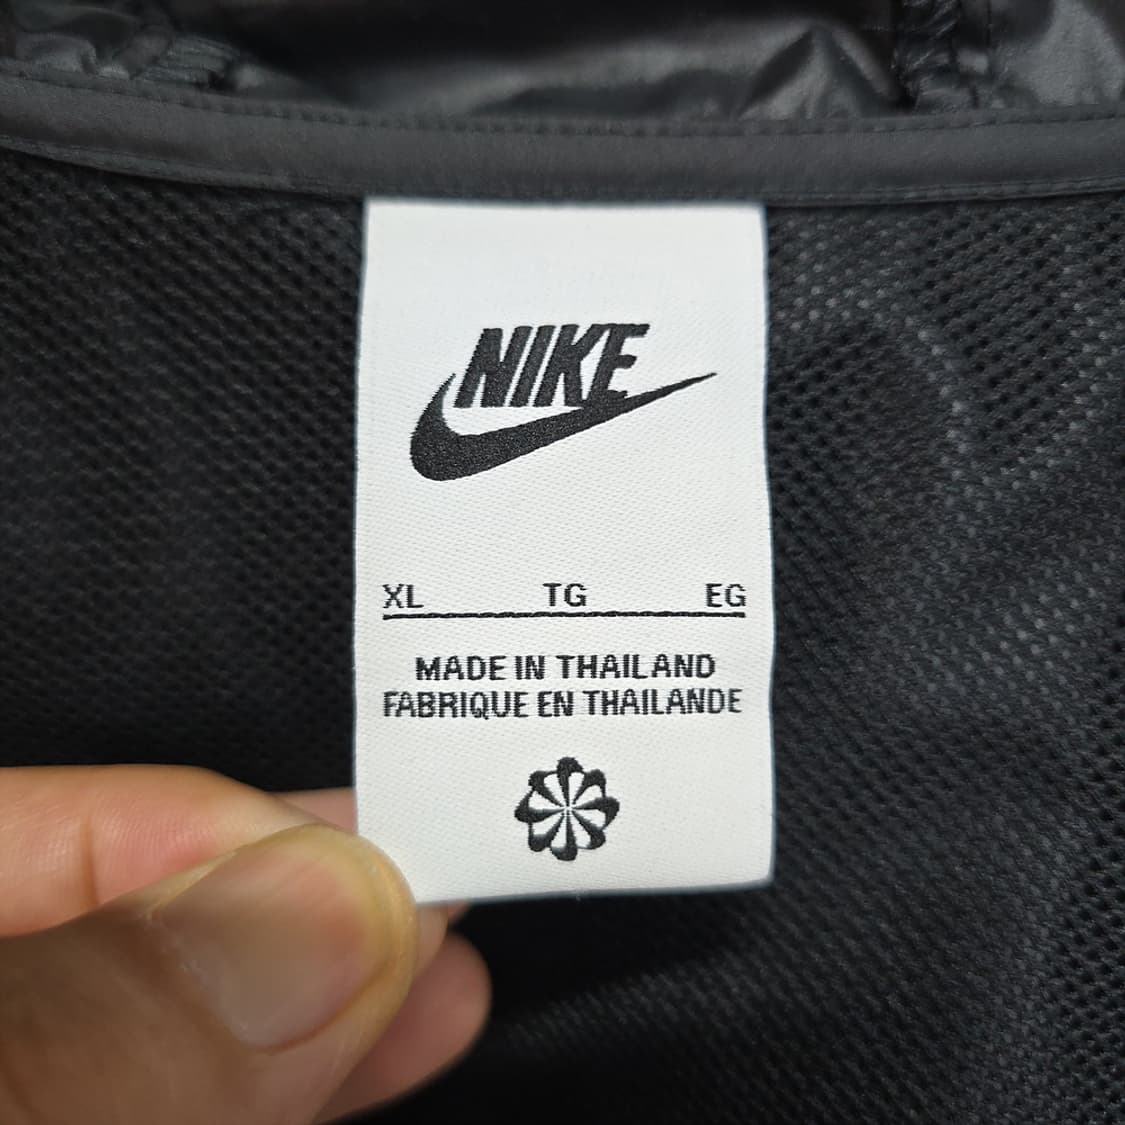 NIKE
XL TG EG
MADE IN THAILAND
FABRIQUE EN THAILANDE